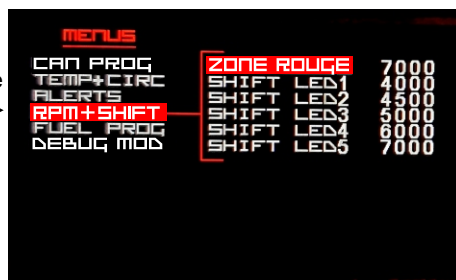 MENUS
CAN PROG
TEMP+CIRC
ALERTS
RPM+SHIFT
FUEL PROG
DEBUG MOD
ZONE ROUGE 7000
SHIFT LED1 4000
SHIFT LED2 4500
SHIFT LED3 5000
SHIFT LED4 6000
SHIFT LED5 7000